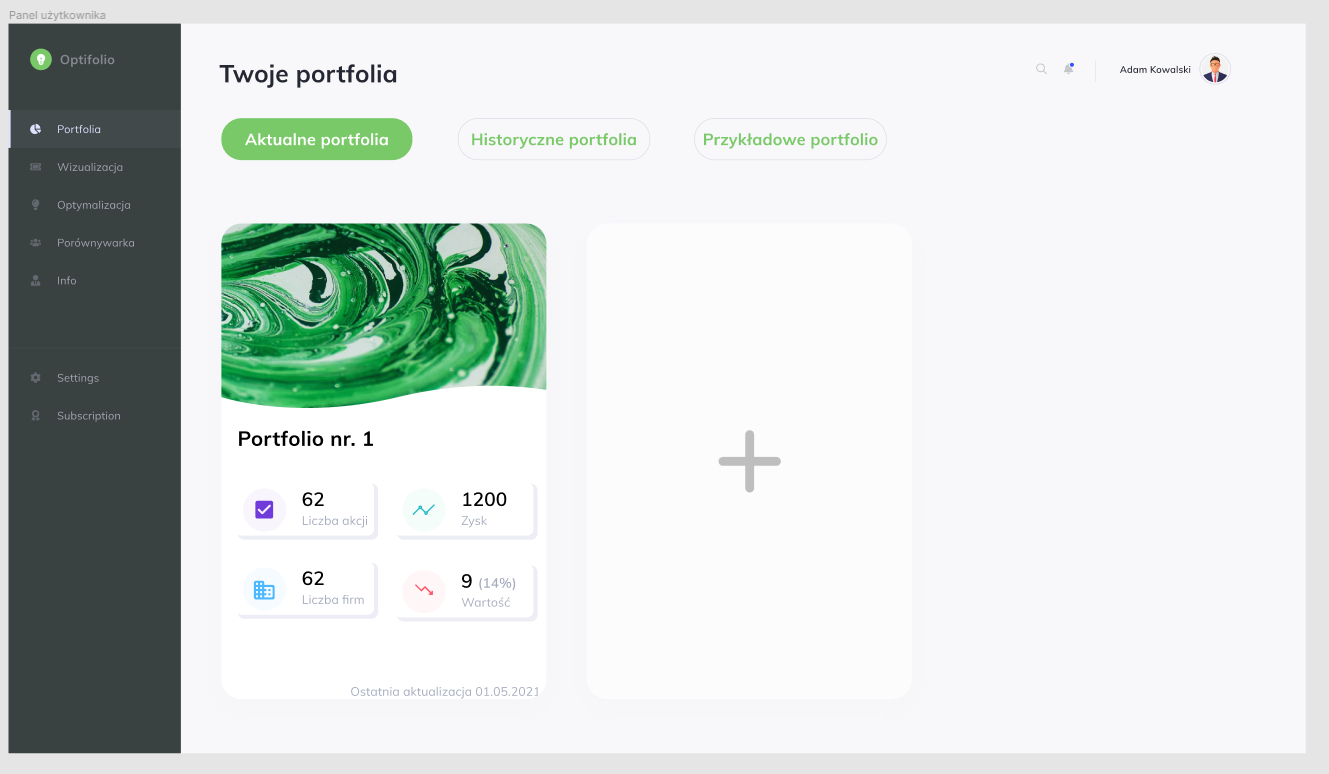 Panel użytkownika
Optifolio
Portfolia
Wizualizacja
Optymalizacja
Porównywarka
Info
Settings
Subscription
Twoje portfolia
Adam Kowalski
Aktualne portfolia
Historyczne portfolia
Przykładowe portfolio
Portfolio nr. 1
62
Liczba akcji
1200
Zysk
62
Liczba firm
9 (14%)
Wartość
Ostatnia aktualizacja 01.05.2021